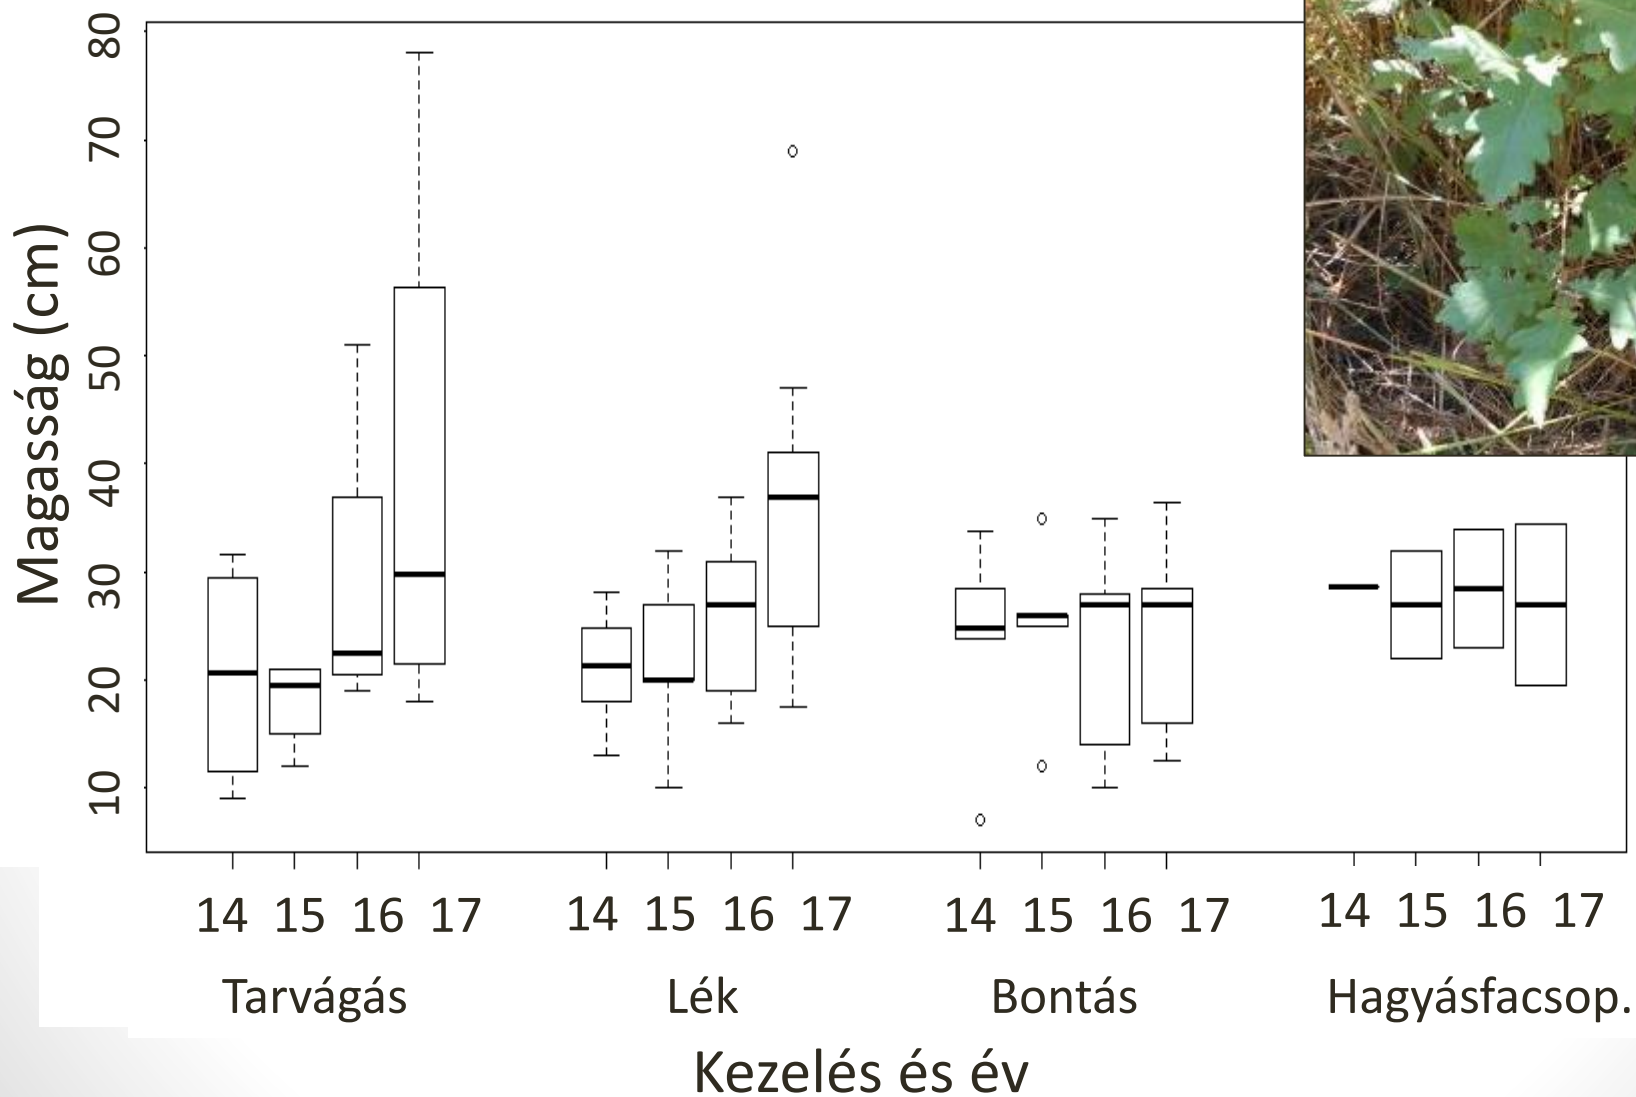 Magasság (cm)
80
70
60
50
40
30
20
10
14 15 16 17 14 15 16 17 14 15 16 17 14 15 16 17
Tarvágás Lék Bontás Hagyásfacsop.
Kezelés és év